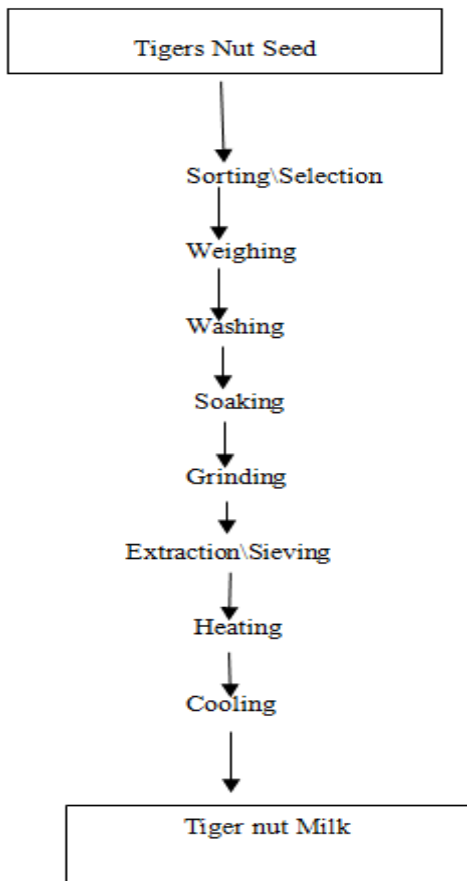 Tigers Nut Seed
Sorting\Selection
Weighing
Washing
Soaking
Grinding
Extraction\Sieving
Heating
Cooling
Tiger nut Milk